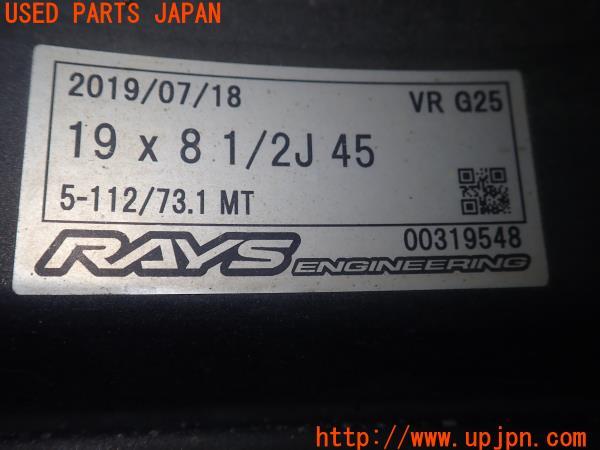 USED PARTS JAPAN
2019/07/18 VR G25
19 x 8 1/2J 45
5-112/73.1 MT
RAYS ENGINEERING 00319548
http://www.upjpn.com/